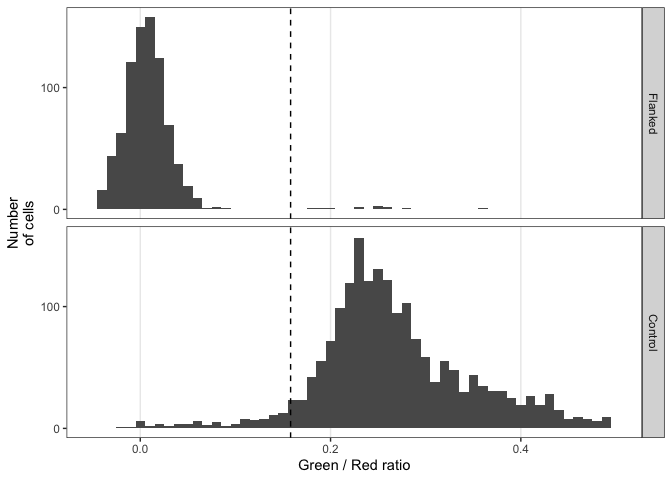 100
0
Flanked
Number
of cells
100
0
Control
0.0
0.2
0.4
Green / Red ratio